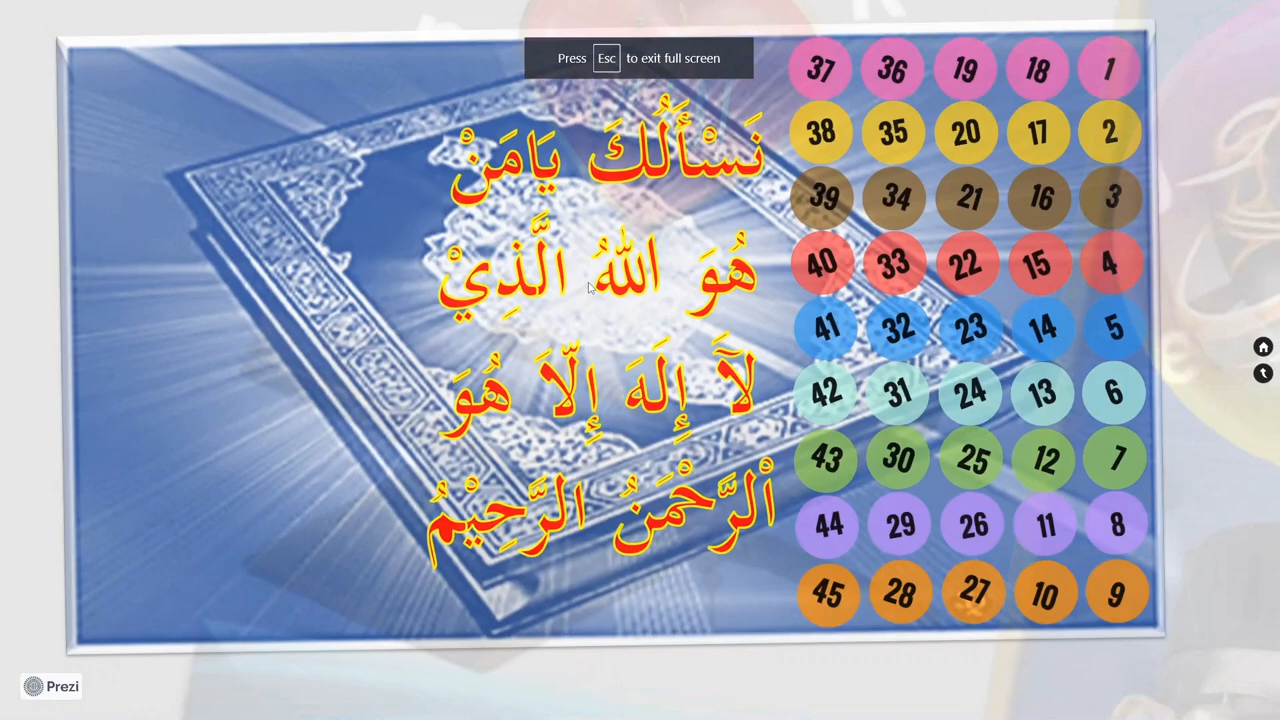 Press Esc to exit full screen
نَسْأَلُكَ يَامَنْ
هُوَ اللهُ الَّذِيْ
لَآ إِلَهَ إِلَّا هُوَ
اْلرَّحْمَنُ الرَّحِيْمُ
37 36 19 18 1
38 35 20 17 2
39 34 21 16 3
40 33 22 15 4
41 32 23 14 5
42 31 24 13 6
43 30 25 12 7
44 29 26 11 8
45 28 27 10 9
Prezi